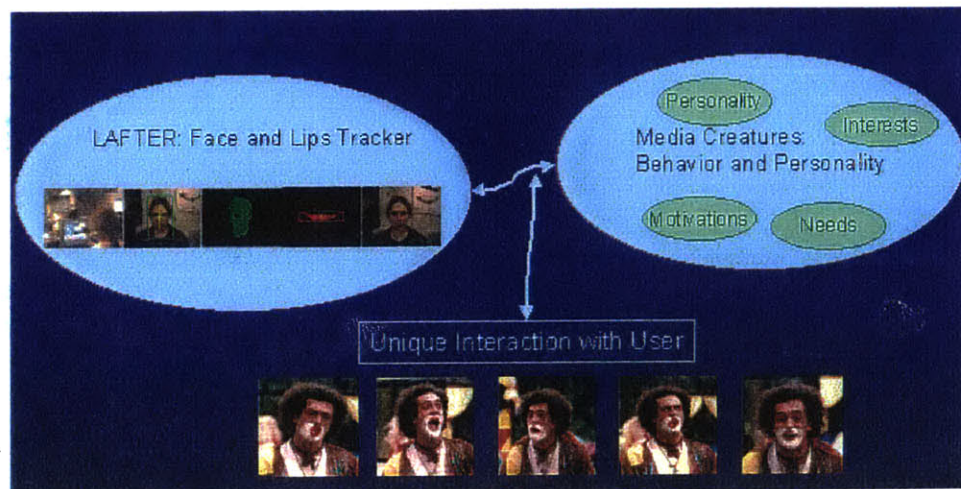 LAFTER: Face and Lips Tracker
Personality
Interests
Media Creatures:
Behavior and Personality
Motivations
Needs
Unique Interaction with User